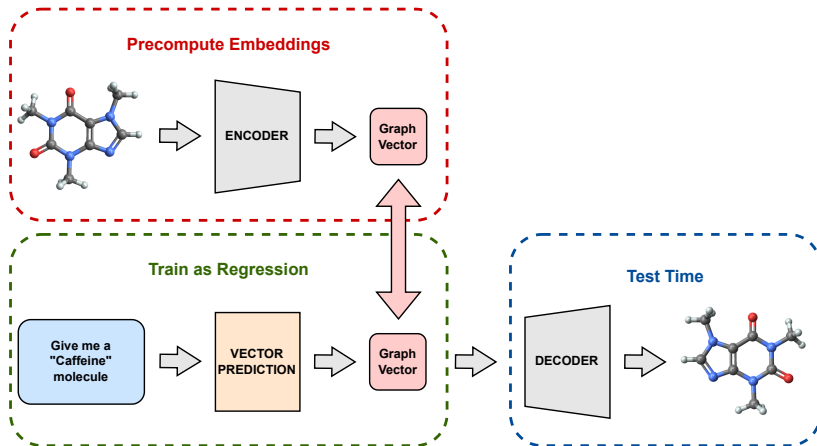 Precompute Embeddings
ENCODER
Graph
Vector
Train as Regression
Give me a
"Caffeine"
molecule
VECTOR
PREDICTION
Graph
Vector
Test Time
DECODER